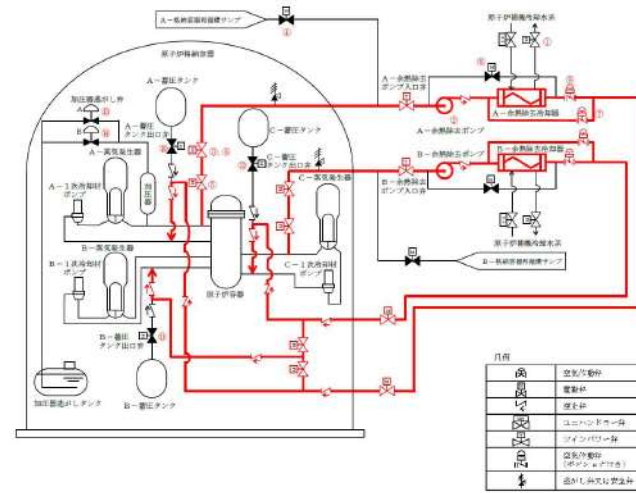 A－格納容器再循環サンプ
④
原子炉補機冷却水系
①
原子炉格納容器
A－余熱除去
ポンプ入口弁
A－余熱除去冷却器
②
A－余熱除去ポンプ
B－余熱除去ポンプ
B－余熱除去冷却器
B－余熱除去
ポンプ入口弁
原子炉補機冷却水系
B－格納容器再循環サンプ
A－蓄圧タンク
加圧器逃がし弁
A
B
A－蓄圧
タンク出口弁
C－蓄圧タンク
C－蓄圧
タンク出口弁
A－蒸気発生器
C－蒸気発生器
A－1次冷却材
ポンプ
加圧器
B－蒸気発生器
B－1次冷却材
ポンプ
C－1次冷却材
ポンプ
原子炉容器
B－蓄圧
タンク出口弁
B－蓄圧タンク
加圧器逃がしタンク
凡例
空気作動弁
電動弁
逆止弁
ユニハンドラー弁
ツインパワー弁
空気作動弁
(ポジショナ付き)
逃がし弁又は安全弁